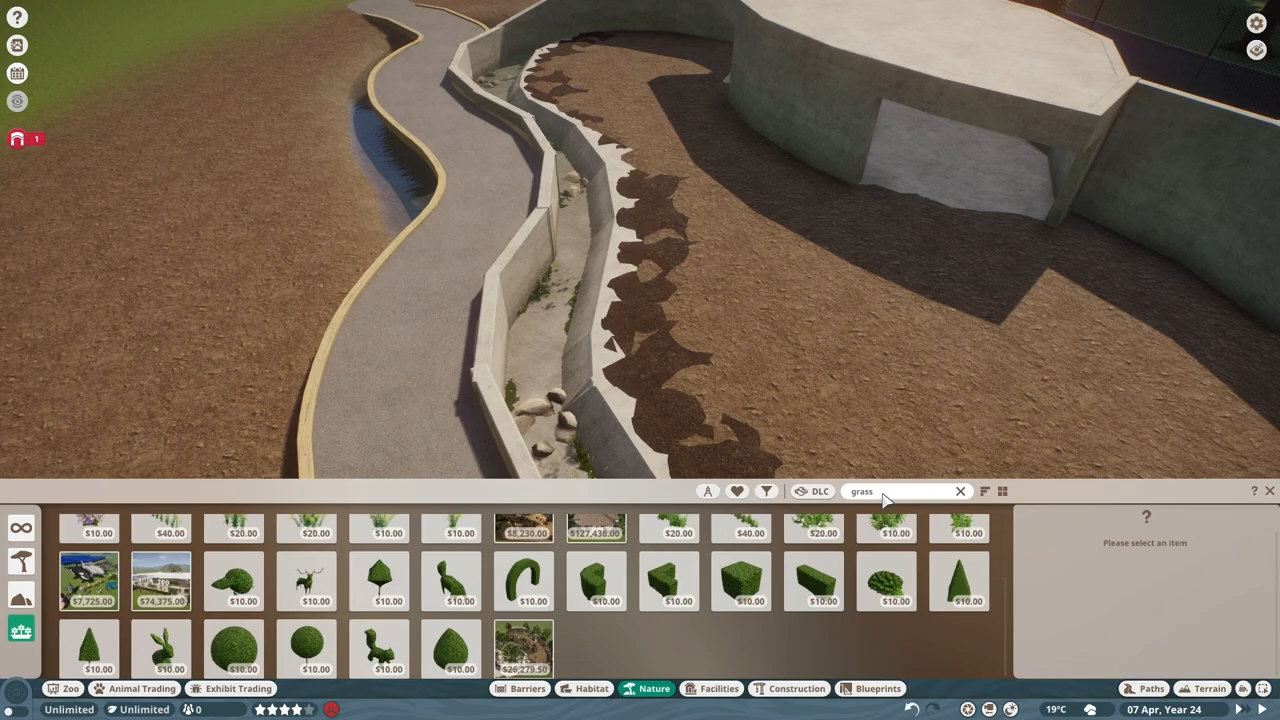 ?
1
DLC
grass
?
$10.00 $40.00 $20.00 $20.00 $10.00 $10.00 $8,230.00 $127,436.00 $20.00 $40.00 $20.00 $10.00 $10.00
?
Please select an item
$7,725.00 $74,375.00 $10.00 $10.00 $10.00 $10.00 $10.00 $10.00 $10.00 $10.00 $10.00 $10.00 $10.00
$10.00 $10.00 $10.00 $10.00 $10.00 $10.00 $26,279.50
Zoo Animal Trading Exhibit Trading Barriers Habitat Nature Facilities Construction Blueprints Paths Terrain
Unlimited Unlimited 0 19°C 07 Apr, Year 24